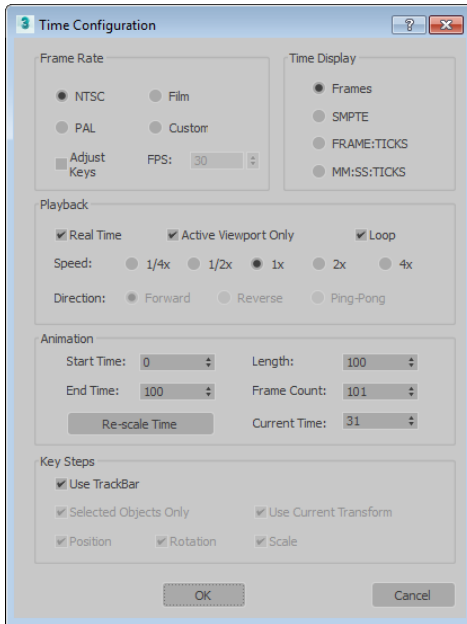 3 Time Configuration ?
Frame Rate
NTSC Film
PAL Custom
Adjust Keys FPS: 30
Time Display
Frames
SMPTE
FRAME:TICKS
MM:SS:TICKS
Playback
Real Time Active Viewport Only Loop
Speed: 1/4x 1/2x 1x 2x 4x
Direction: Forward Reverse Ping-Pong
Animation
Start Time: 0 Length: 100
End Time: 100 Frame Count: 101
Re-scale Time Current Time: 31
Key Steps
Use TrackBar
Selected Objects Only Use Current Transform
Position Rotation Scale
OK Cancel